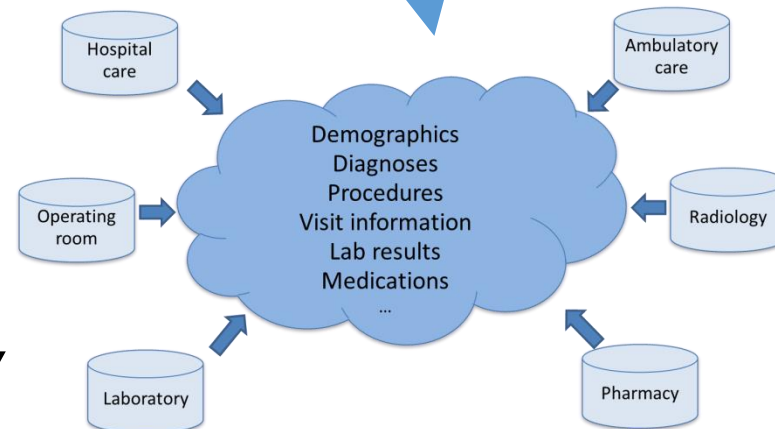 Hospital
care
Ambulatory
care
Demographics
Diagnoses
Procedures
Visit information
Lab results
Medications
...
Operating
room
Radiology
Laboratory
Pharmacy